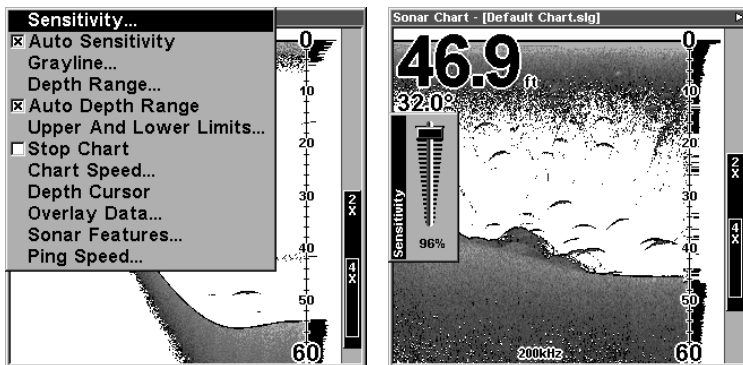 Sensitivity...
Auto Sensitivity
Grayline...
Depth Range...
Auto Depth Range
Upper And Lower Limits...
Stop Chart
Chart Speed...
Depth Cursor
Overlay Data...
Sonar Features...
Ping Speed...
0
10
20
30
40
50
60
2X
4X
Sonar Chart - [Default Chart.slg]
46.9 ft
32.0°
Sensitivity
96%
0
10
20
30
40
50
60
2X
4X
200kHz